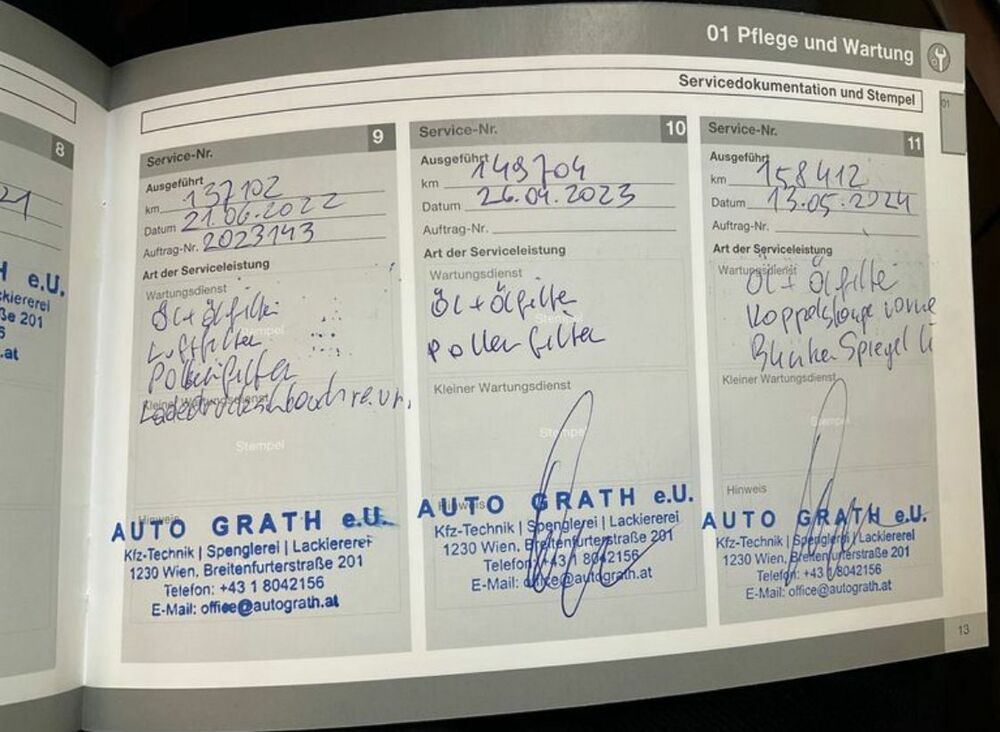 01 Pflege und Wartung
Servicedokumentation und Stempel
01
8
21
e.U.
ckiererei
ße 201
.at
Service-Nr. 9
Ausgeführt
km 137102
Datum 21.06.2022
Auftrag-Nr. 2023143
Art der Serviceleistung
Wartungsdienst
Öl + Ölfilter
Stempel
Luftfilter
Pollenfilter
Kleiner Wartungsdienst
Stempel
Hinweis
AUTO GRATH e.U.
Kfz-Technik | Spenglerei | Lackiererei
1230 Wien, Breitenfurterstraße 201
Telefon: +43 1 8042156
E-Mail: office@autograth.at
Service-Nr. 10
Ausgeführt
km 149704
Datum 26.04.2023
Auftrag-Nr.
Art der Serviceleistung
Wartungsdienst
Öl + Ölfilter
Stempel
Pollenfilter
Kleiner Wartungsdienst
Stempel
Hinweis
AUTO GRATH e.U.
Kfz-Technik | Spenglerei | Lackiererei
1230 Wien, Breitenfurterstraße 201
Telefon: +43 1 8042156
E-Mail: office@autograth.at
Service-Nr. 11
Ausgeführt
km 158412
Datum 13.05.2024
Auftrag-Nr.
Art der Serviceleistung
Wartungsdienst
Öl + Ölfilter
Koppelstange vorne
Blinker Spiegel li
Kleiner Wartungsdienst
Stempel
Hinweis
AUTO GRATH e.U.
Kfz-Technik | Spenglerei | Lackiererei
1230 Wien, Breitenfurterstraße 201
Telefon: +43 1 8042156
E-Mail: office@autograth.at
13